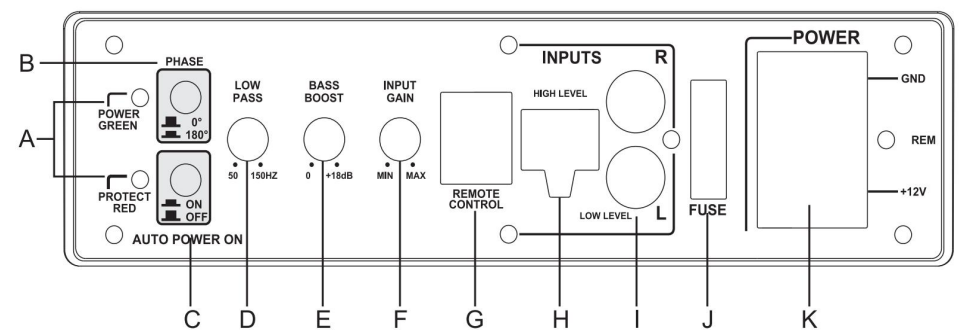 B
PHASE
A
POWER
GREEN
0°
180°
PROTECT
RED
ON
OFF
AUTO POWER ON
LOW
PASS
50
150HZ
BASS
BOOST
0
+18dB
INPUT
GAIN
MIN
MAX
REMOTE
CONTROL
INPUTS
R
HIGH LEVEL
LOW LEVEL
L
FUSE
POWER
GND
REM
+12V
C
D
E
F
G
H
I
J
K